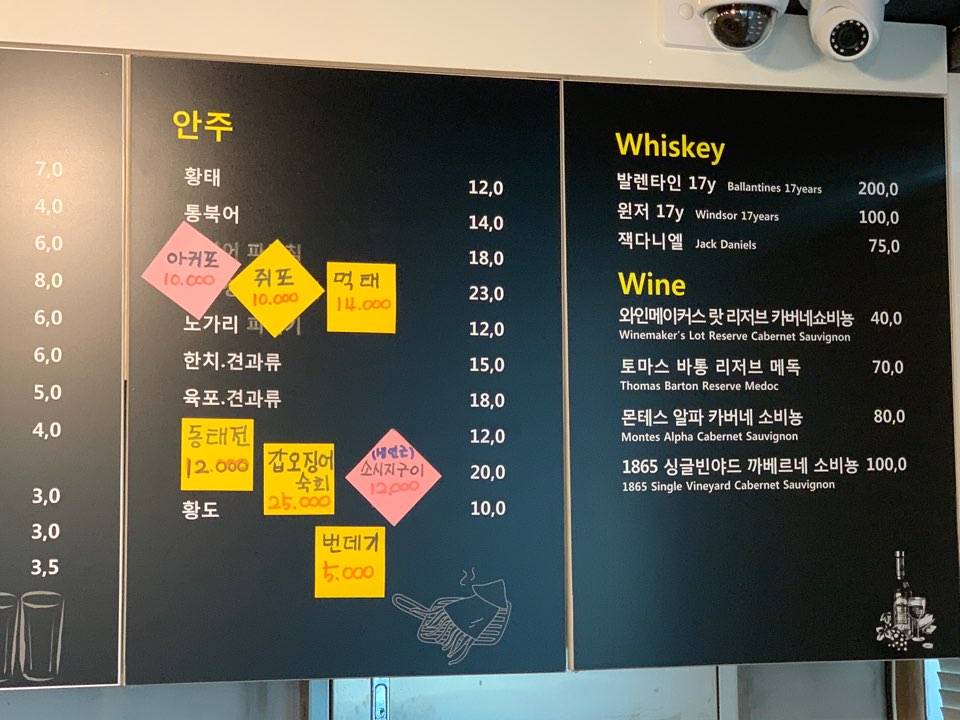 7,0
4,0
6,0
8,0
6,0
6,0
5,0
4,0
3,0
3,0
3,5
안주
황태 12,0
통북어 14,0
18,0
아귀포
10.000
쥐포
10.000
먹태
14.000
23,0
노가리 12,0
한치.견과류 15,0
육포.견과류 18,0
12,0
동태전
12.000
갑오징어
숙회
25.000
소시지구이
12,000
20,0
황도 10,0
번데기
5.000
Whiskey
발렌타인 17y Ballantines 17years 200,0
윈저 17y Windsor 17years 100,0
잭다니엘 Jack Daniels 75,0
Wine
와인메이커스 랏 리저브 카버네쇼비뇽 40,0
Winemaker's Lot Reserve Cabernet Sauvignon
토마스 바통 리저브 메독 70,0
Thomas Barton Reserve Medoc
몬테스 알파 카버네 소비뇽 80,0
Montes Alpha Cabernet Sauvignon
1865 싱글빈야드 까베르네 소비뇽 100,0
1865 Single Vineyard Cabernet Sauvignon